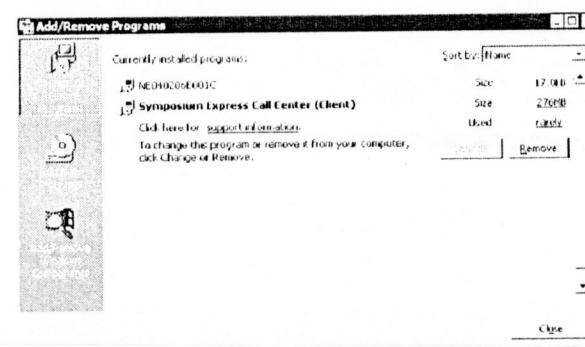 Add/Remove Programs
Currently installed programs:
Sort by: Name
Size
Symposium Express Call Center (Client)
Size 276MB
Click here for support information.
Used rarely
To change this program or remove it from your computer,
click Change or Remove.
Remove
Windows
Components
Close